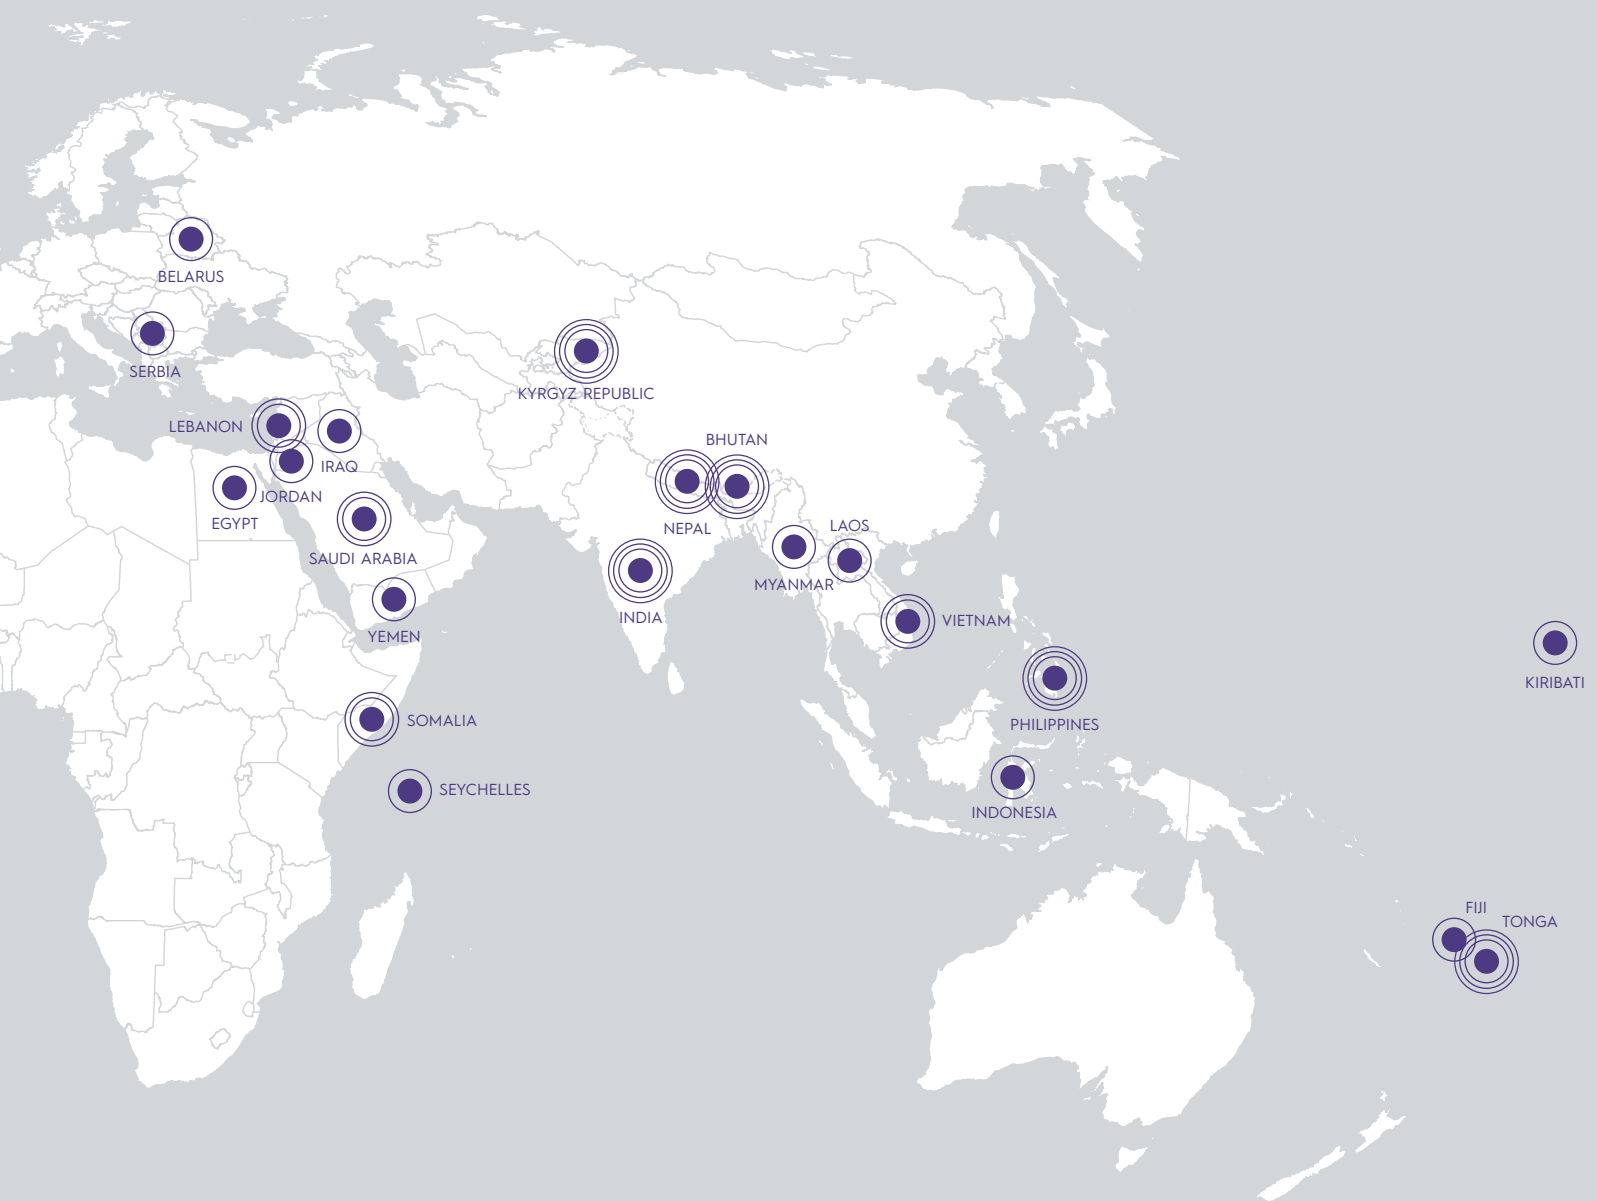 BELARUS
SERBIA
KYRGYZ REPUBLIC
LEBANON
BHUTAN
IRAQ
JORDAN
EGYPT
NEPAL
LAOS
SAUDI ARABIA
MYANMAR
INDIA
VIETNAM
YEMEN
KIRIBATI
SOMALIA
PHILIPPINES
SEYCHELLES
INDONESIA
FIJI
TONGA